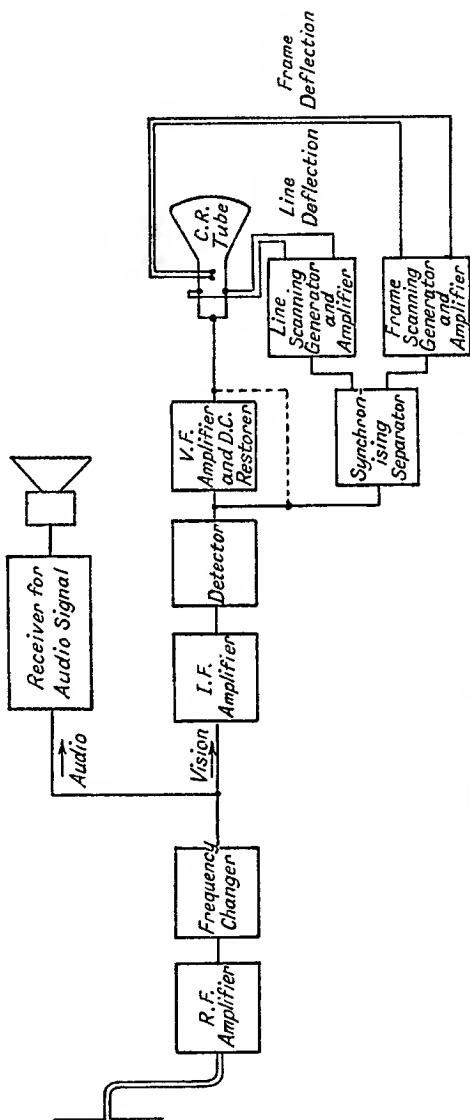 R.F.
Amplifier
Frequency
Changer
Audio
Receiver for
Audio Signal
Vision
I.F.
Amplifier
Detector
V.F.
Amplifier
and D.C.
Restorer
C.R.
Tube
Synchron-
ising
Separator
Line
Scanning
Generator
and
Amplifier
Frame
Scanning
Generator
and
Amplifier
Line
Deflection
Frame
Deflection